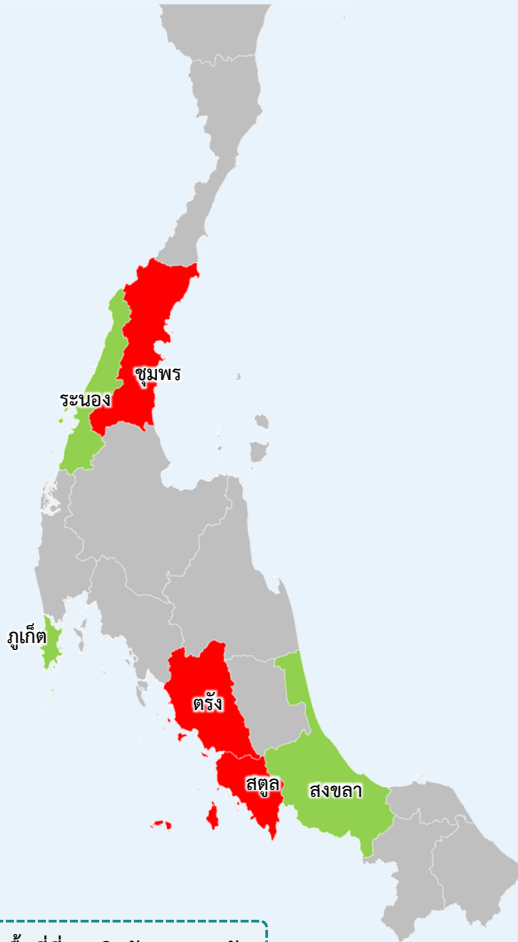 ชุมพร
ระนอง
ภูเก็ต
ตรัง
สตูล
สงขลา